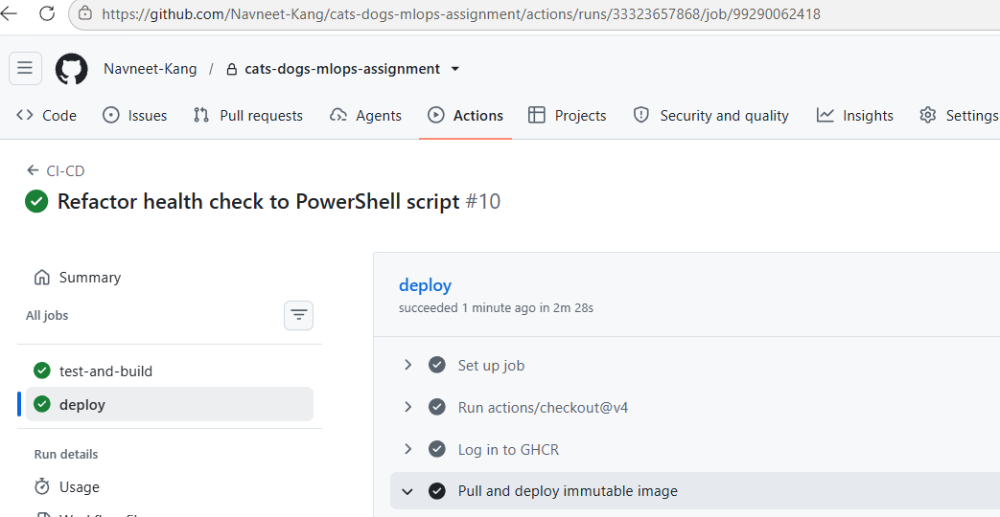 https://github.com/Navneet-Kang/cats-dogs-mlops-assignment/actions/runs/33323657868/job/99290062418
Navneet-Kang / cats-dogs-mlops-assignment
Code Issues Pull requests Agents Actions Projects Security and quality Insights Settings
CI-CD
Refactor health check to PowerShell script #10
Summary
All jobs
test-and-build
deploy
Run details
Usage
deploy
succeeded 1 minute ago in 2m 28s
Set up job
Run actions/checkout@v4
Log in to GHCR
Pull and deploy immutable image